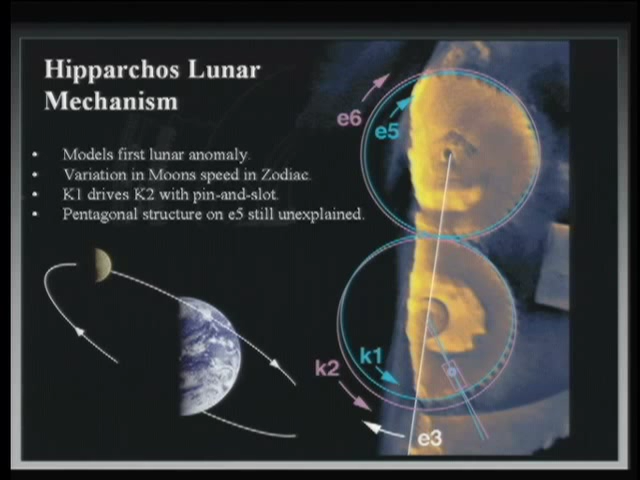 Hipparchos Lunar
Mechanism
• Models first lunar anomaly.
• Variation in Moons speed in Zodiac.
• K1 drives K2 with pin-and-slot.
• Pentagonal structure on e5 still unexplained.
e6
e5
k1
k2
e3